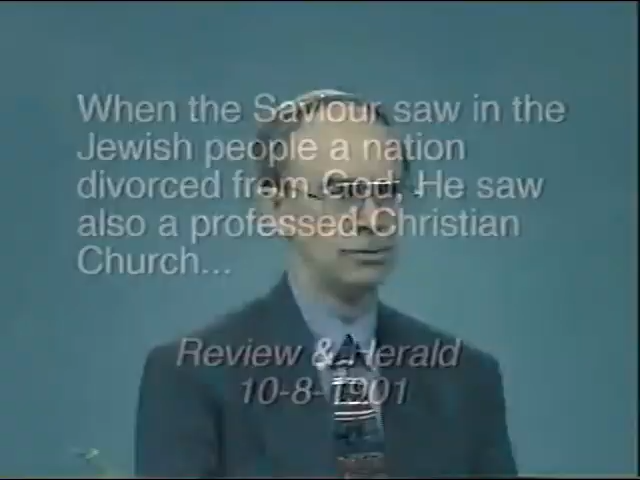 When the Saviour saw in the
Jewish people a nation
divorced from God, He saw
also a professed Christian
Church...
Review & Herald
10-8-1901